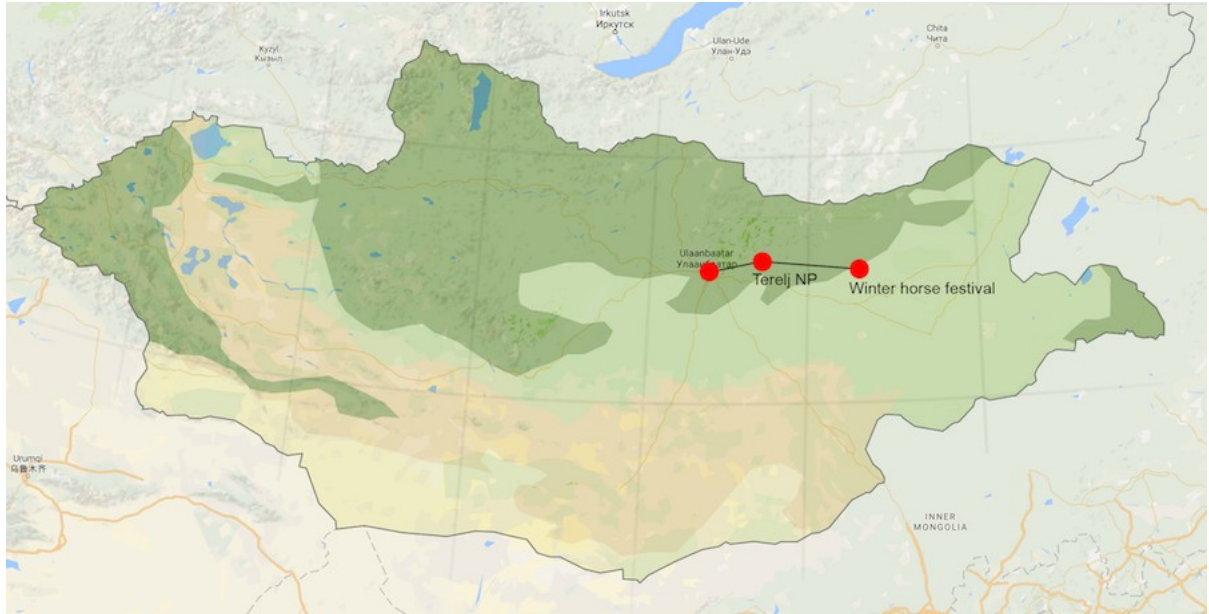 Irkutsk
Иркутск
Chita
Чита
Ulan-Ude
Улан-Удэ
Kyzyl
Кызыл
Ulaanbaatar
Улаанбаатар
Terelj NP
Winter horse festival
Urumqi
乌鲁木齐
INNER
MONGOLIA